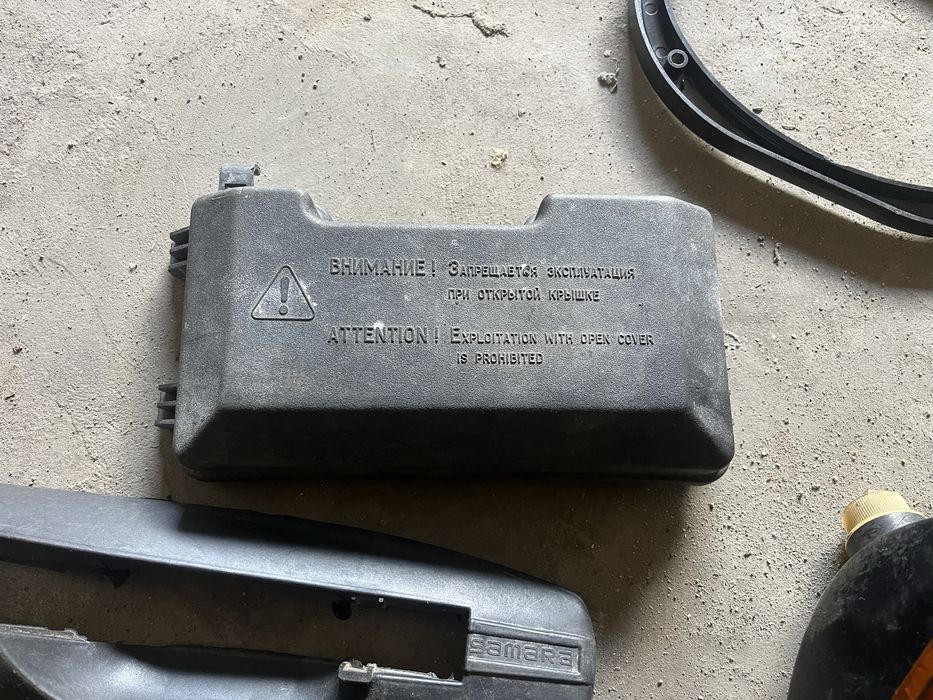 ВНИМАНИЕ! ЗАПРЕЩАЕТСЯ ЭКСПЛУАТАЦИЯ
ПРИ ОТКРЫТОЙ КРЫШКЕ
ATTENTION! EXPLOITATION WITH OPEN COVER
IS PROHIBITED
SAMARA